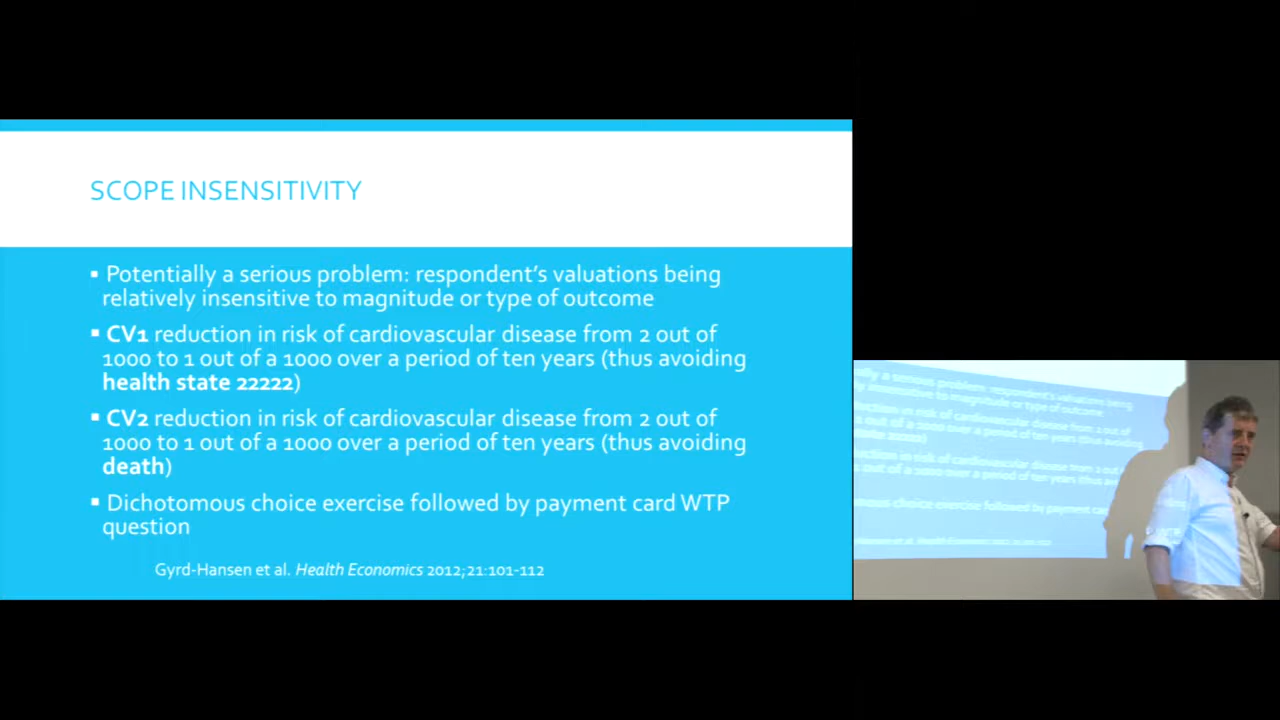 SCOPE INSENSITIVITY
▪ Potentially a serious problem: respondent's valuations being
relatively insensitive to magnitude or type of outcome
▪ CV1 reduction in risk of cardiovascular disease from 2 out of
1000 to 1 out of a 1000 over a period of ten years (thus avoiding
health state 22222)
▪ CV2 reduction in risk of cardiovascular disease from 2 out of
1000 to 1 out of a 1000 over a period of ten years (thus avoiding
death)
▪ Dichotomous choice exercise followed by payment card WTP
question
Gyrd-Hansen et al. Health Economics 2012;21:101-112